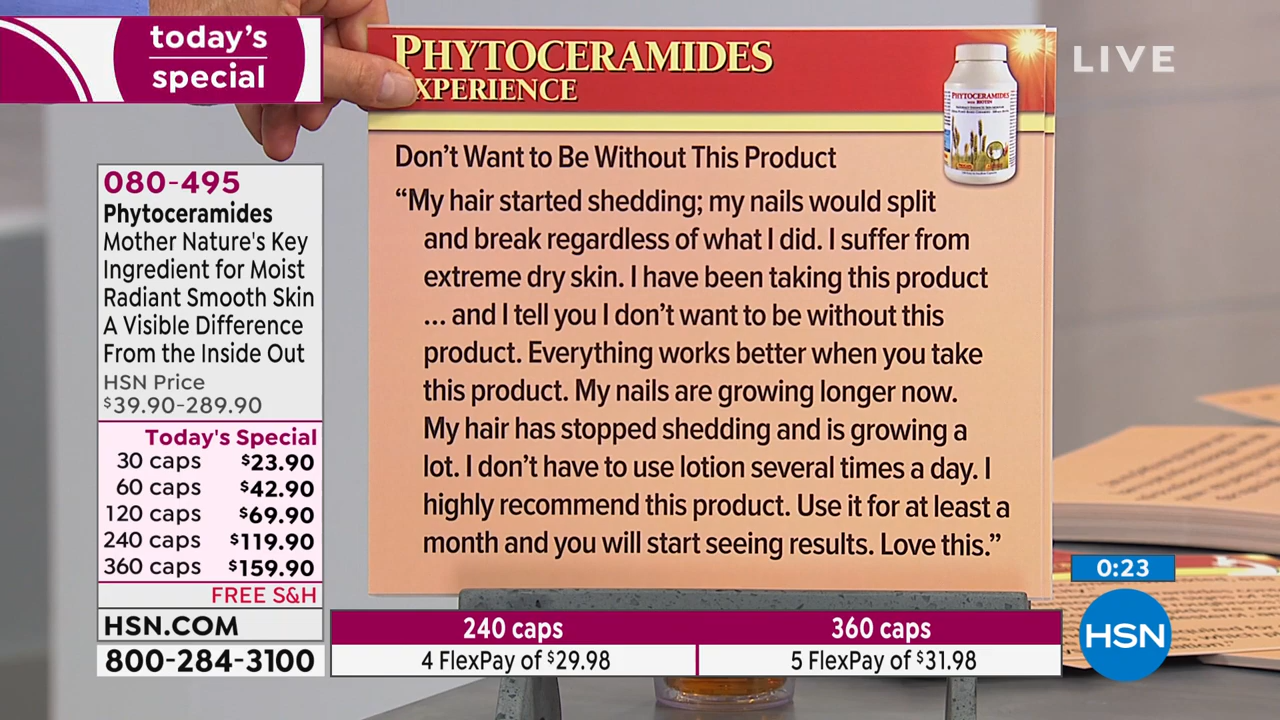 today's
special
LIVE
PHYTOCERAMIDES
XPERIENCE
PHYTOCERAMIDES
WITH BIOTIN
Don't Want to Be Without This Product
“My hair started shedding; my nails would split
and break regardless of what I did. I suffer from
extreme dry skin. I have been taking this product
... and I tell you I don't want to be without this
product. Everything works better when you take
this product. My nails are growing longer now.
My hair has stopped shedding and is growing a
lot. I don't have to use lotion several times a day. I
highly recommend this product. Use it for at least a
month and you will start seeing results. Love this.”
080-495
Phytoceramides
Mother Nature's Key
Ingredient for Moist
Radiant Smooth Skin
A Visible Difference
From the Inside Out
HSN Price
$39.90-289.90
Today's Special
30 caps $23.90
60 caps $42.90
120 caps $69.90
240 caps $119.90
360 caps $159.90
FREE S&H
HSN.COM
800-284-3100
240 caps 360 caps
4 FlexPay of $29.98 5 FlexPay of $31.98
0:23
HSN